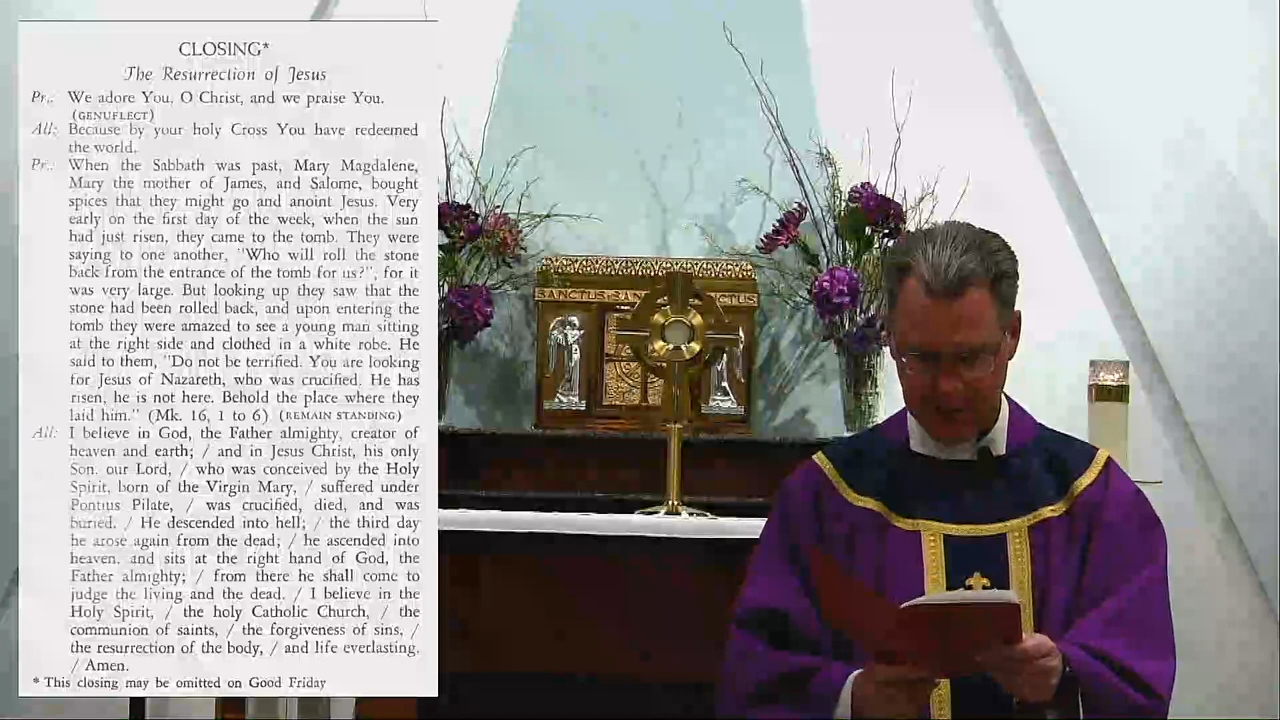 CLOSING*
The Resurrection of Jesus
Pr.: We adore You, O Christ, and we praise You.
(GENUFLECT)
All: Because by your holy Cross You have redeemed
the world.
Pr.: When the Sabbath was past, Mary Magdalene,
Mary the mother of James, and Salome, bought
spices that they might go and anoint Jesus. Very
early on the first day of the week, when the sun
had just risen, they came to the tomb. They were
saying to one another, "Who will roll the stone
back from the entrance of the tomb for us?", for it
was very large. But looking up they saw that the
stone had been rolled back, and upon entering the
tomb they were amazed to see a young man sitting
at the right side and clothed in a white robe. He
said to them, "Do not be terrified. You are looking
for Jesus of Nazareth, who was crucified. He has
risen, he is not here. Behold the place where they
laid him." (Mk. 16, 1 to 6) (REMAIN STANDING)
All: I believe in God, the Father almighty, creator of
heaven and earth; / and in Jesus Christ, his only
Son, our Lord, / who was conceived by the Holy
Spirit, born of the Virgin Mary, / suffered under
Pontius Pilate, / was crucified, died, and was
buried. / He descended into hell; / the third day
he arose again from the dead; / he ascended into
heaven, and sits at the right hand of God, the
Father almighty; / from there he shall come to
judge the living and the dead. / I believe in the
Holy Spirit, / the holy Catholic Church, / the
communion of saints, / the forgiveness of sins, /
the resurrection of the body, / and life everlasting.
/ Amen.
* This closing may be omitted on Good Friday
SANCTUS SAN CTUS